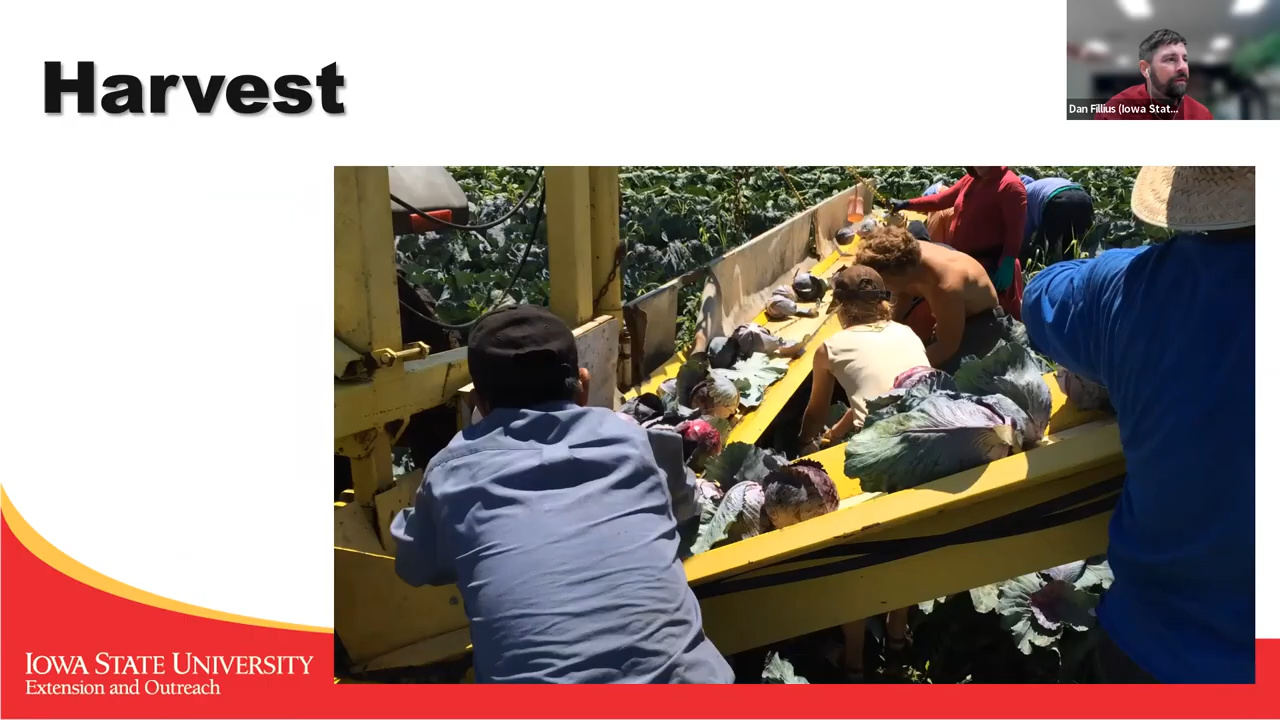 Harvest
Dan Fillius (Iowa Stat...
IOWA STATE UNIVERSITY
Extension and Outreach